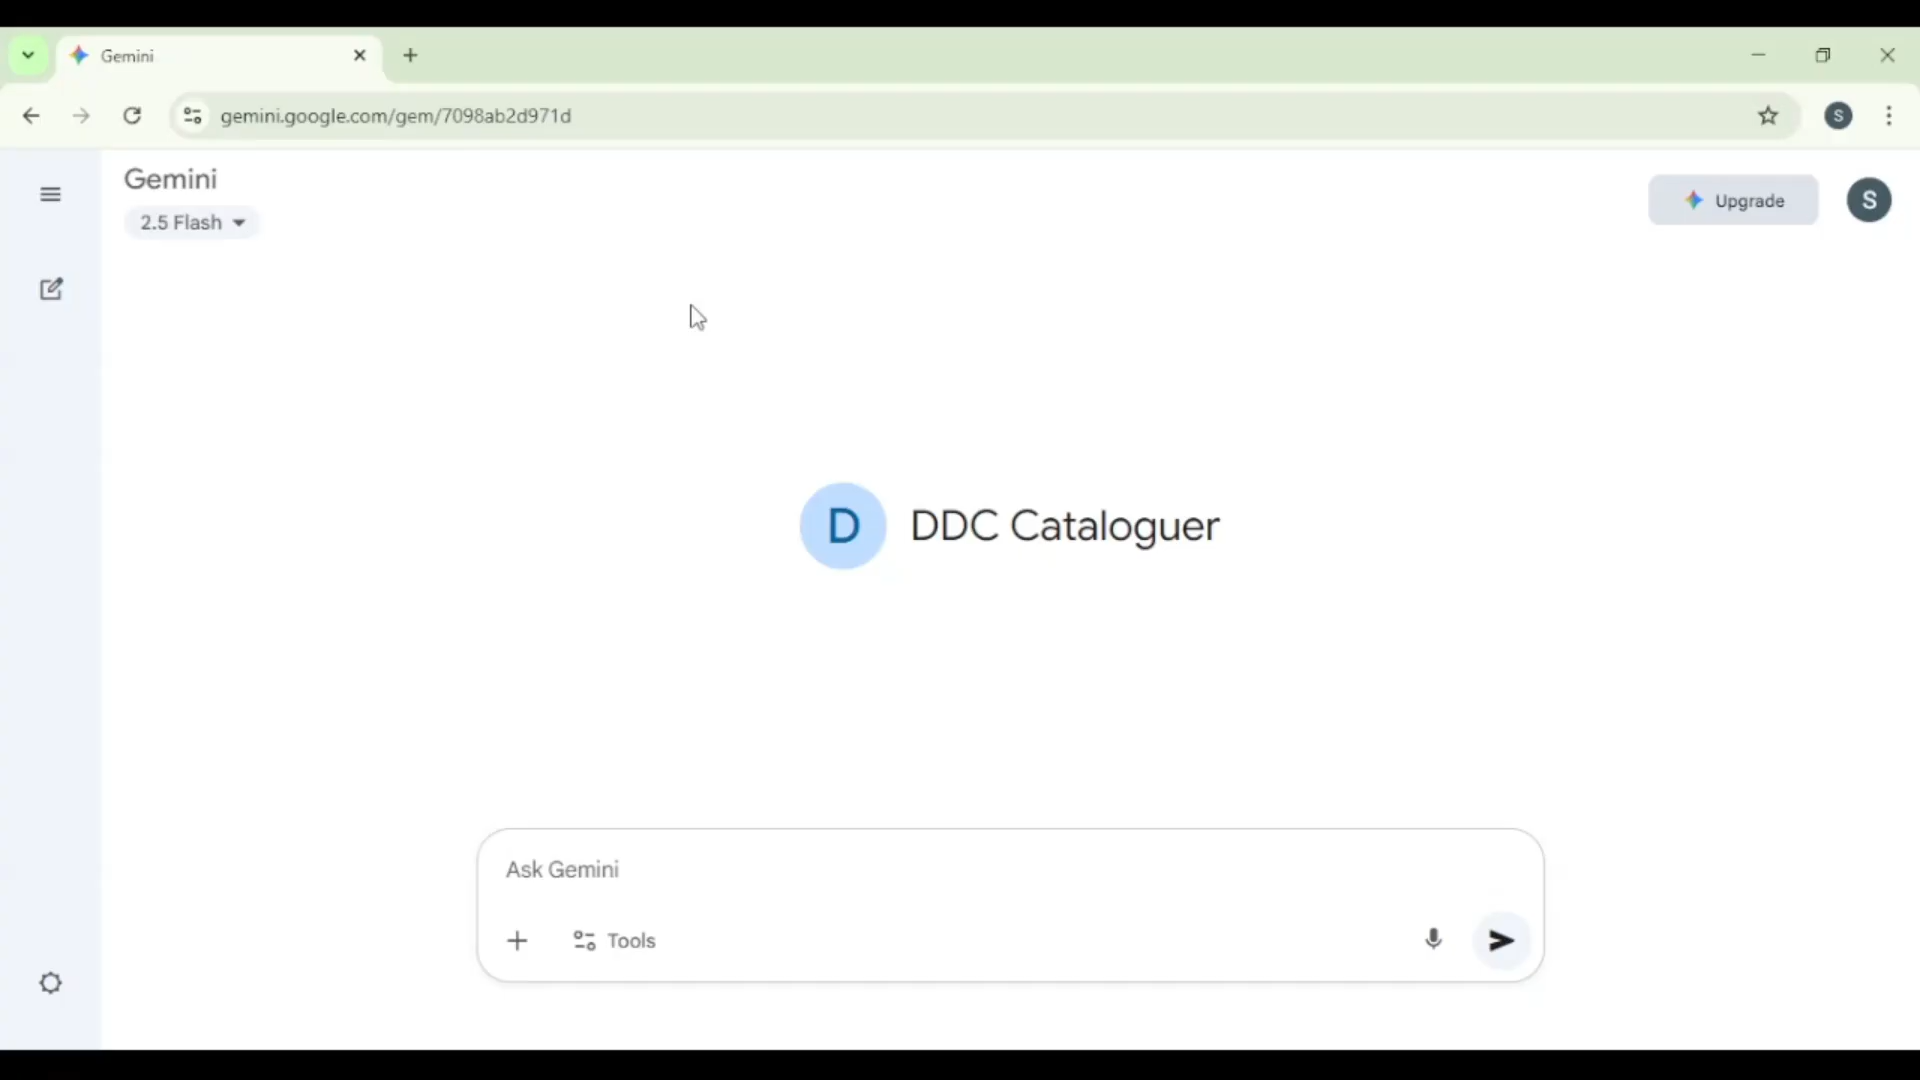 Gemini
gemini.google.com/gem/7098ab2d971d
S
Gemini
2.5 Flash
Upgrade
S
D
DDC Cataloguer
Ask Gemini
Tools